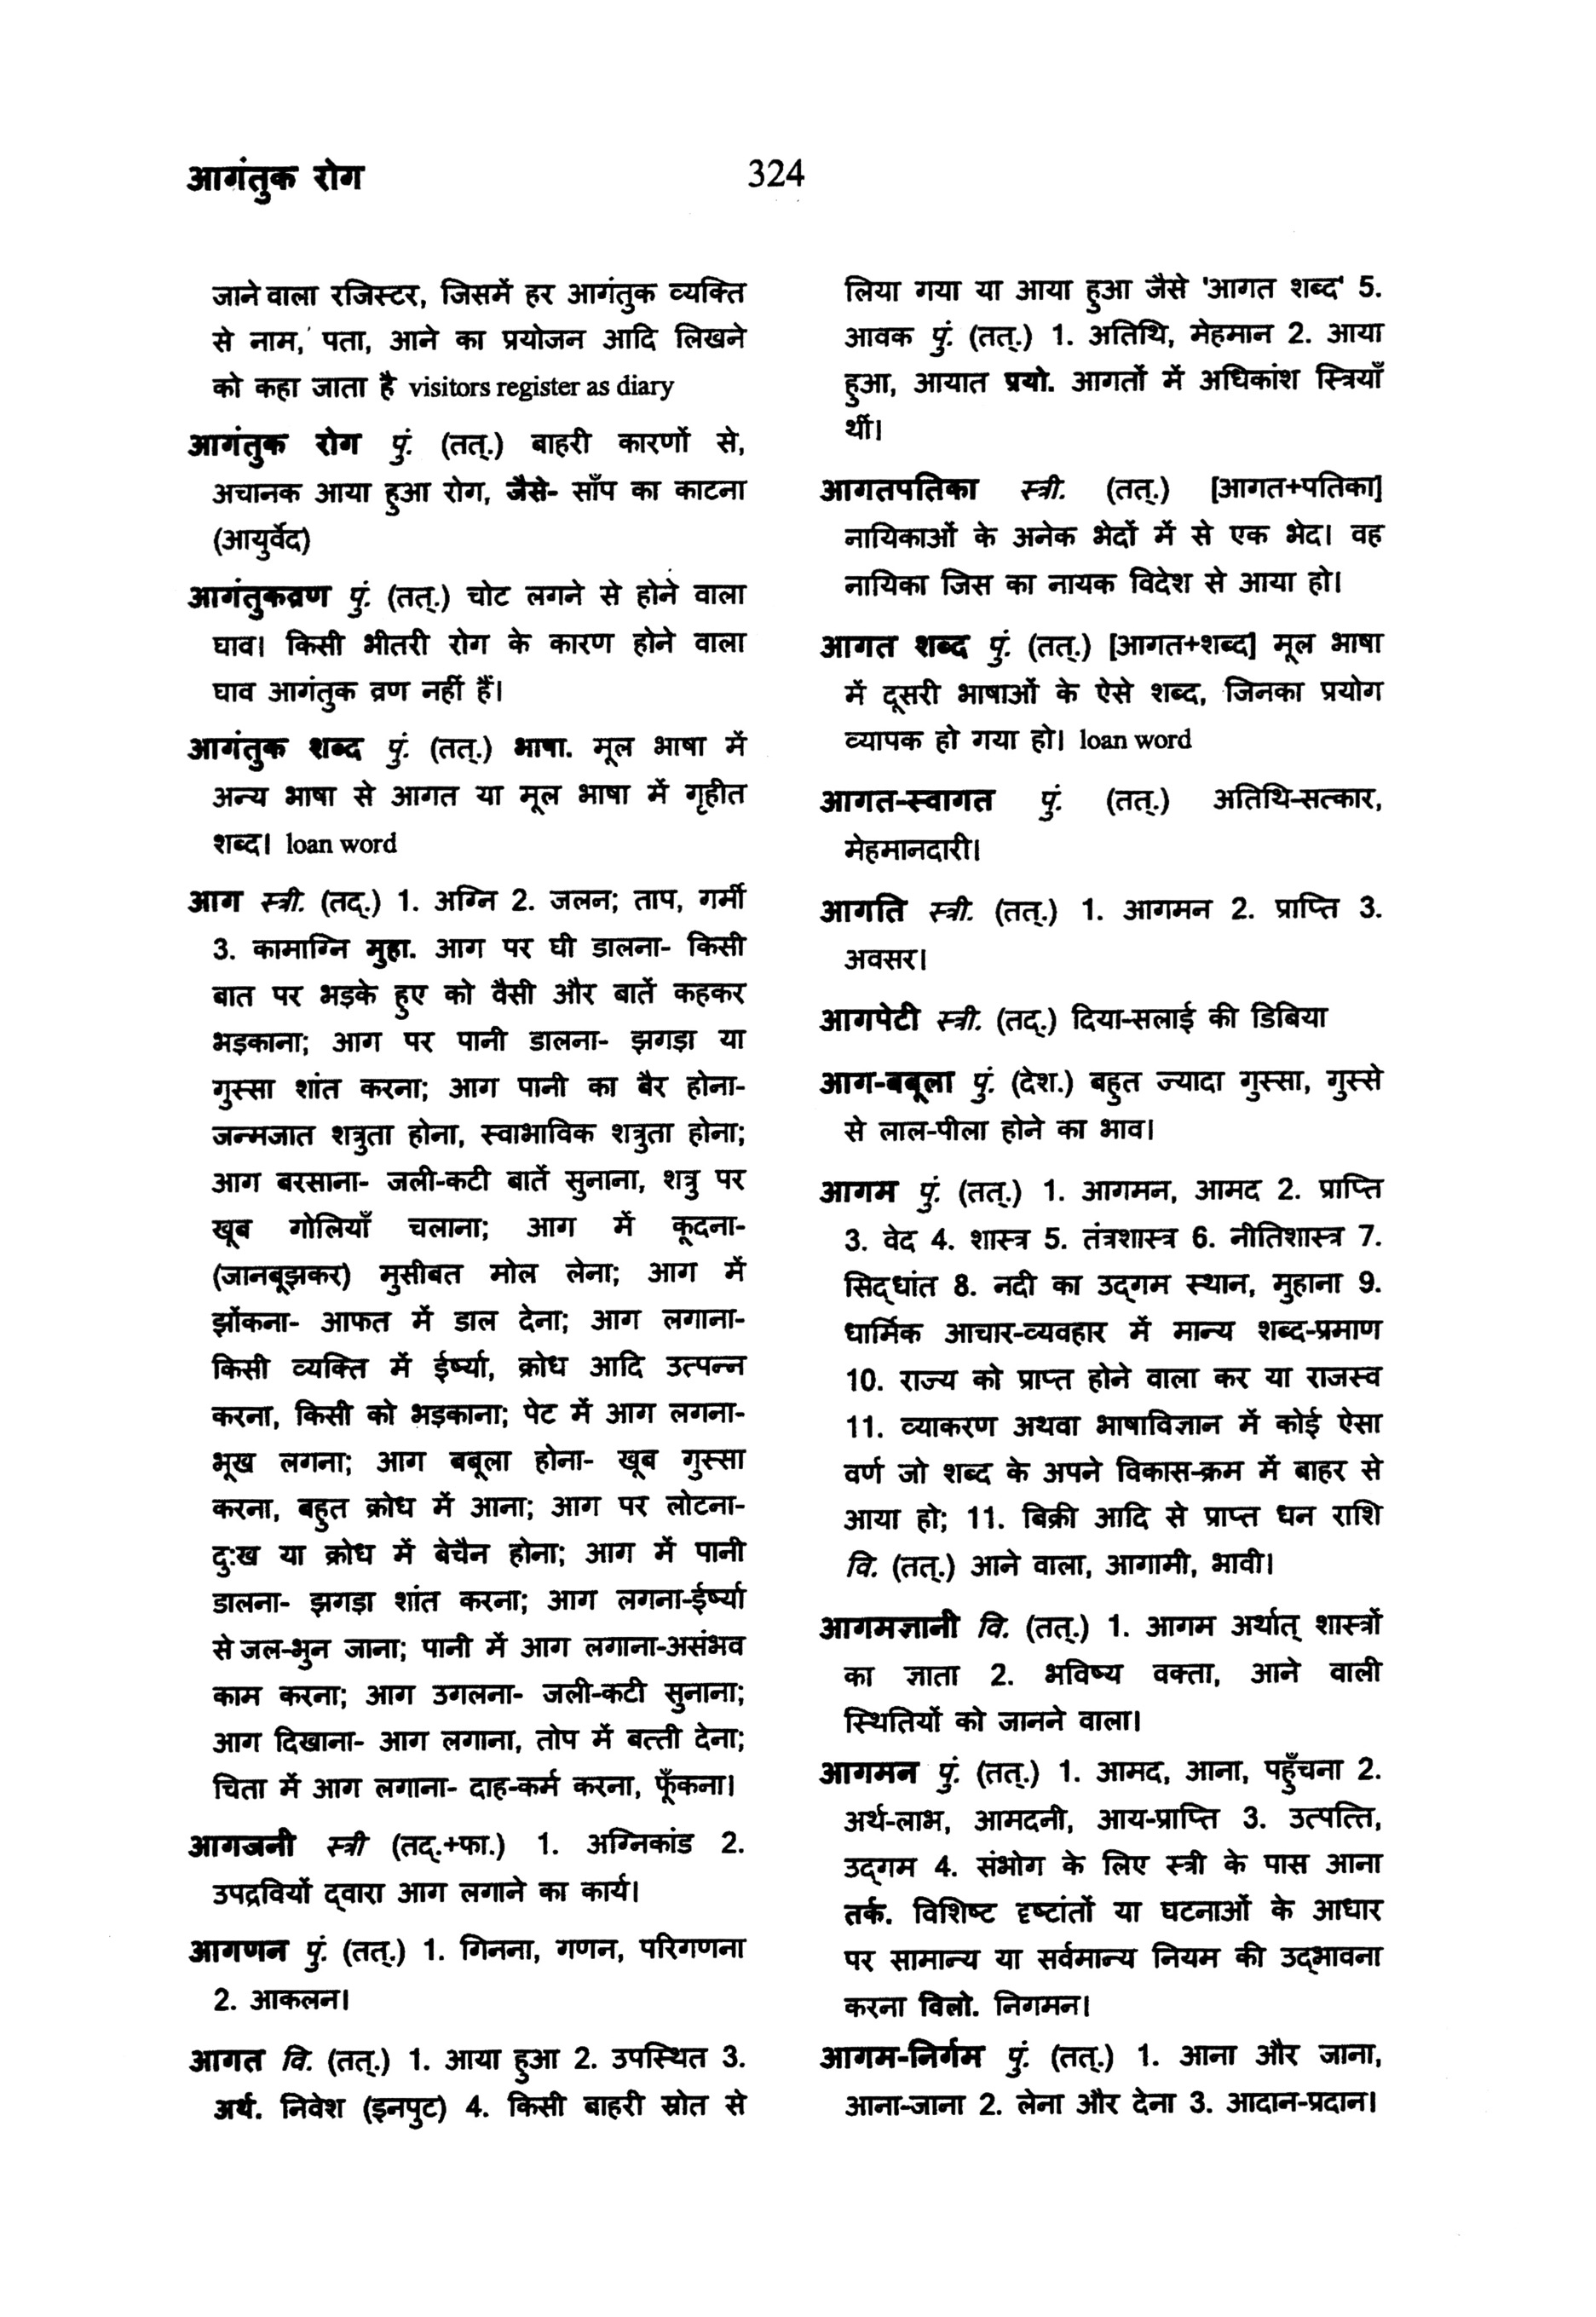 आगंतुक रोग
324
जाने वाला रजिस्टर, जिसमें हर आगंतुक व्यक्ति
से नाम, पता, आने का प्रयोजन आदि लिखने
को कहा जाता है visitors register as diary
आगंतुक रोग पुं. (तत्.) बाहरी कारणों से,
अचानक आया हुआ रोग, जैसे- साँप का काटना
(आयुर्वेद)
आगंतुकव्रण पुं. (तत्.) चोट लगने से होने वाला
घाव। किसी भीतरी रोग के कारण होने वाला
घाव आगंतुक व्रण नहीं हैं।
आगंतुक शब्द पुं. (तत्.) भाषा. मूल भाषा में
अन्य भाषा से आगत या मूल भाषा में गृहीत
शब्द। loan word
आग स्त्री. (तद्.) 1. अग्नि 2. जलन; ताप, गर्मी
3. कामाग्नि मुहा. आग पर घी डालना- किसी
बात पर भड़के हुए को वैसी और बातें कहकर
भड़काना; आग पर पानी डालना- झगड़ा या
गुस्सा शांत करना; आग पानी का बैर होना-
जन्मजात शत्रुता होना, स्वाभाविक शत्रुता होना;
आग बरसाना- जली-कटी बातें सुनाना, शत्रु पर
खूब गोलियाँ चलाना; आग में कूदना-
(जानबूझकर) मुसीबत मोल लेना; आग में
झोंकना- आफत में डाल देना; आग लगाना-
किसी व्यक्ति में ईर्ष्या, क्रोध आदि उत्पन्न
करना, किसी को भड़काना; पेट में आग लगना-
भूख लगना; आग बबूला होना- खूब गुस्सा
करना, बहुत क्रोध में आना; आग पर लोटना-
दु:ख या क्रोध में बेचैन होना; आग में पानी
डालना- झगड़ा शांत करना; आग लगना-ईर्ष्या
से जल-भुन जाना; पानी में आग लगाना-असंभव
काम करना; आग उगलना- जली-कटी सुनाना;
आग दिखाना- आग लगाना, तोप में बत्ती देना;
चिता में आग लगाना- दाह-कर्म करना, फूँकना।
आगजनी स्त्री (तद्.+फा.) 1. अग्निकांड 2.
उपद्रवियों द्वारा आग लगाने का कार्य।
आगणन पुं. (तत्.) 1. गिनना, गणन, परिगणना
2. आकलन।
आगत वि. (तत्.) 1. आया हुआ 2. उपस्थित 3.
अर्थ. निवेश (इनपुट) 4. किसी बाहरी स्रोत से
लिया गया या आया हुआ जैसे 'आगत शब्द' 5.
आवक पुं. (तत्.) 1. अतिथि, मेहमान 2. आया
हुआ, आयात प्रयो. आगतों में अधिकांश स्त्रियाँ
थीं।
आगतपतिका स्त्री. (तत्.) [आगत+पतिका]
नायिकाओं के अनेक भेदों में से एक भेद। वह
नायिका जिस का नायक विदेश से आया हो।
आगत शब्द पुं. (तत्.) [आगत+शब्द] मूल भाषा
में दूसरी भाषाओं के ऐसे शब्द, जिनका प्रयोग
व्यापक हो गया हो। loan word
आगत-स्वागत पुं. (तत्.) अतिथि-सत्कार,
मेहमानदारी।
आगति स्त्री. (तत्.) 1. आगमन 2. प्राप्ति 3.
अवसर।
आगपेटी स्त्री. (तद्.) दिया-सलाई की डिबिया
आग-बबूला पुं. (देश.) बहुत ज्यादा गुस्सा, गुस्से
से लाल-पीला होने का भाव।
आगम पुं. (तत्.) 1. आगमन, आमद 2. प्राप्ति
3. वेद 4. शास्त्र 5. तंत्रशास्त्र 6. नीतिशास्त्र 7.
सिद्धांत 8. नदी का उद्गम स्थान, मुहाना 9.
धार्मिक आचार-व्यवहार में मान्य शब्द-प्रमाण
10. राज्य को प्राप्त होने वाला कर या राजस्व
11. व्याकरण अथवा भाषाविज्ञान में कोई ऐसा
वर्ण जो शब्द के अपने विकास-क्रम में बाहर से
आया हो; 11. बिक्री आदि से प्राप्त धन राशि
वि. (तत्.) आने वाला, आगामी, भावी।
आगमज्ञानी वि. (तत्.) 1. आगम अर्थात् शास्त्रों
का ज्ञाता 2. भविष्य वक्ता, आने वाली
स्थितियों को जानने वाला।
आगमन पुं. (तत्.) 1. आमद, आना, पहुँचना 2.
अर्थ-लाभ, आमदनी, आय-प्राप्ति 3. उत्पत्ति,
उद्गम 4. संभोग के लिए स्त्री के पास आना
तर्क. विशिष्ट दृष्टांतों या घटनाओं के आधार
पर सामान्य या सर्वमान्य नियम की उद्भावना
करना विलो. निगमन।
आगम-निर्गम पुं. (तत्.) 1. आना और जाना,
आना-जाना 2. लेना और देना 3. आदान-प्रदान।